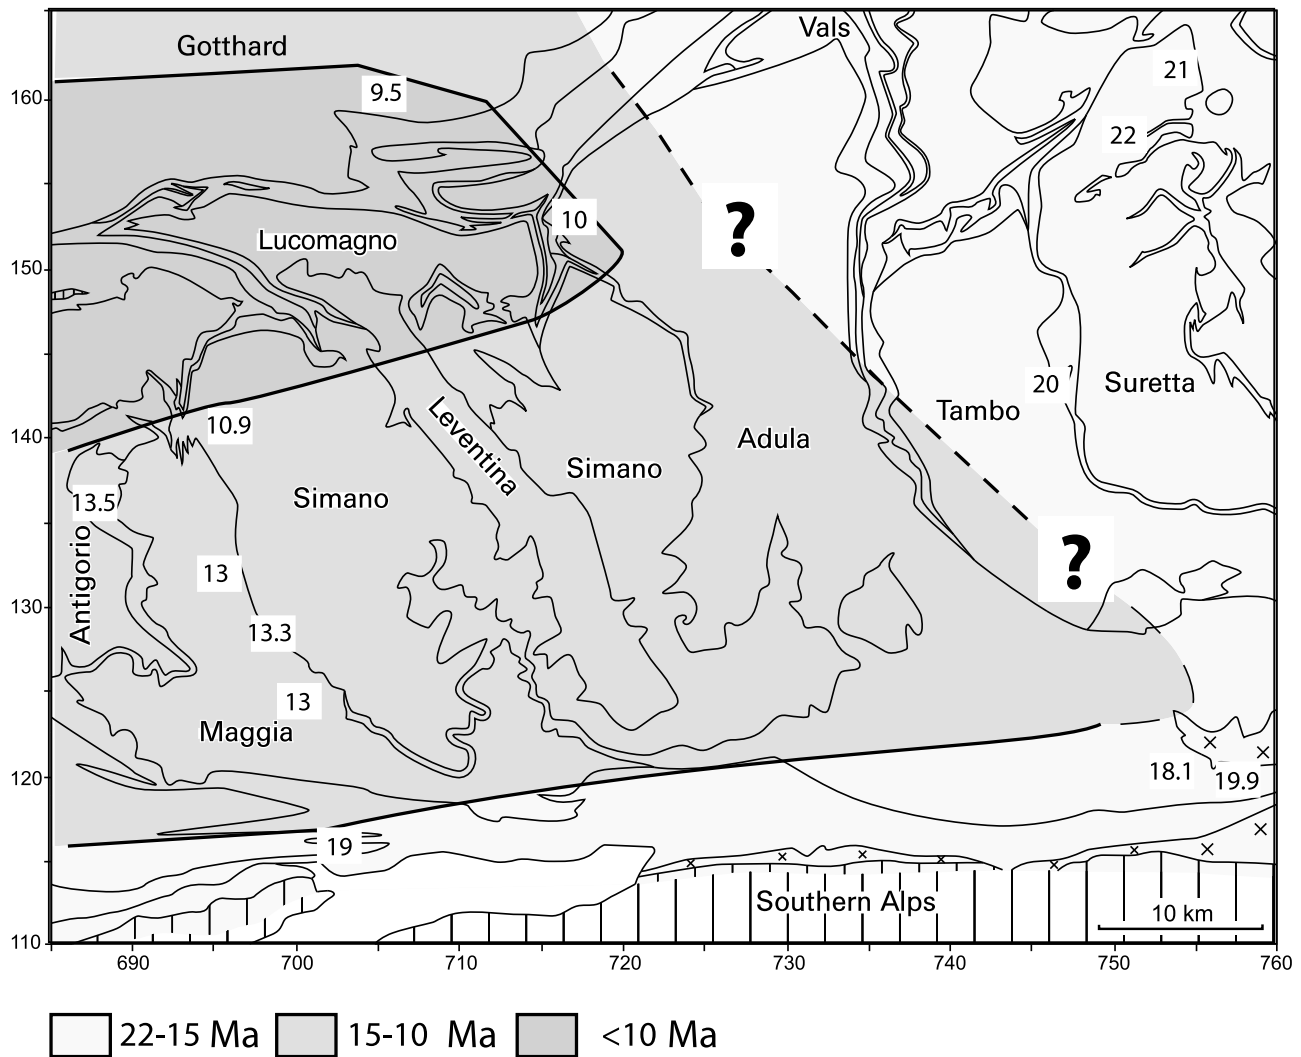 Gotthard
Vals
9.5
21
22
160
10
?
Lucomagno
150
20
Suretta
Tambo
10.9
Leventina
Adula
140
Simano
Simano
13.5
Antigorio
?
13
130
13.3
13
Maggia
120
18.1
19.9
19
Southern Alps
10 km
110
690
700
710
720
730
740
750
760
22-15 Ma
15-10 Ma
<10 Ma